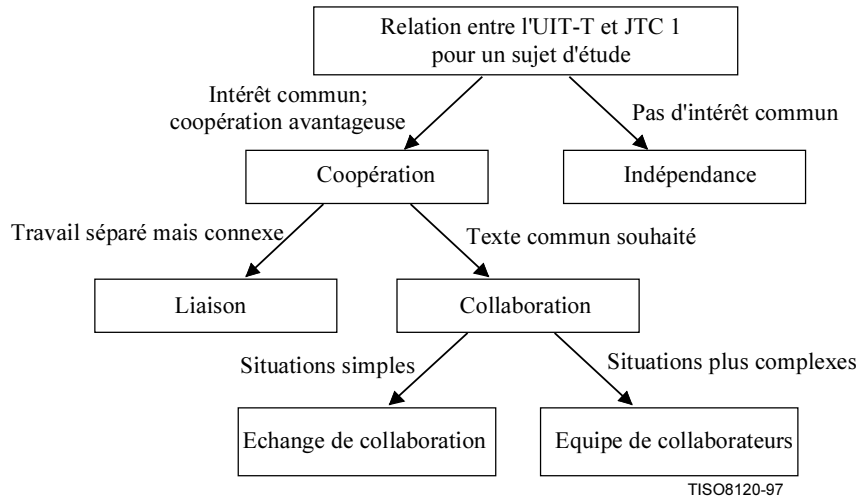 Relation entre l'UIT-T et JTC 1
pour un sujet d'étude
Intérêt commun;
coopération avantageuse
Pas d'intérêt commun
Coopération
Indépendance
Travail séparé mais connexe
Texte commun souhaité
Liaison
Collaboration
Situations simples
Situations plus complexes
Echange de collaboration
Equipe de collaborateurs
TISO8120-97